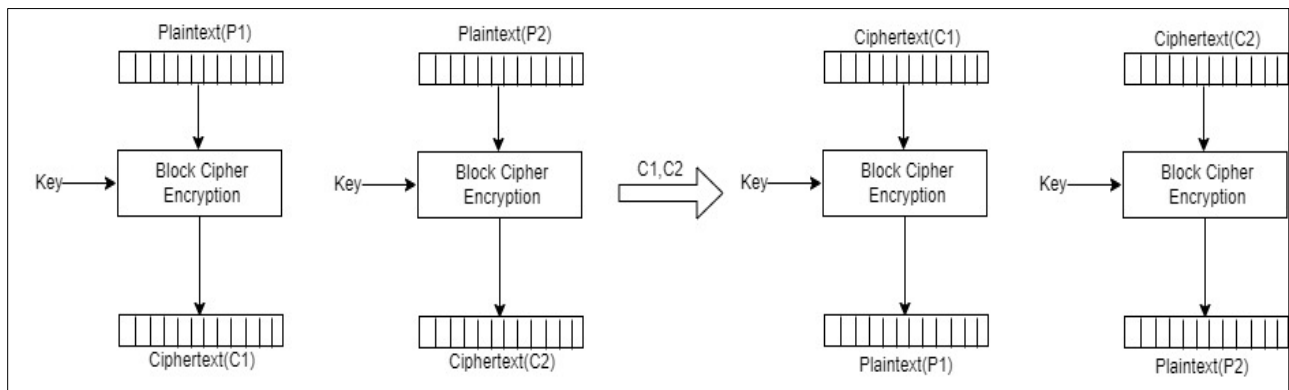 Plaintext(P1)
Plaintext(P2)
Ciphertext(C1)
Ciphertext(C2)
Key
Block Cipher
Encryption
Key
Block Cipher
Encryption
C1,C2
Key
Block Cipher
Encryption
Key
Block Cipher
Encryption
Ciphertext(C1)
Ciphertext(C2)
Plaintext(P1)
Plaintext(P2)